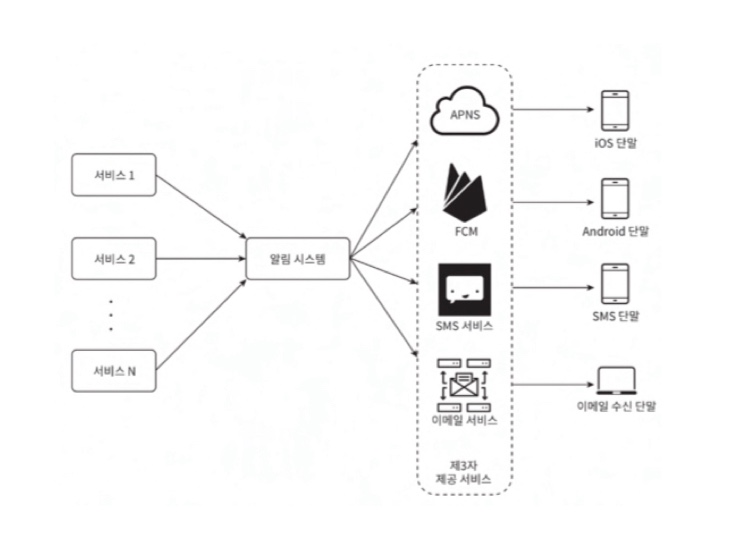 서비스 1
서비스 2
서비스 N
알림 시스템
APNS
FCM
SMS 서비스
이메일 서비스
제3자
제공 서비스
iOS 단말
Android 단말
SMS 단말
이메일 수신 단말